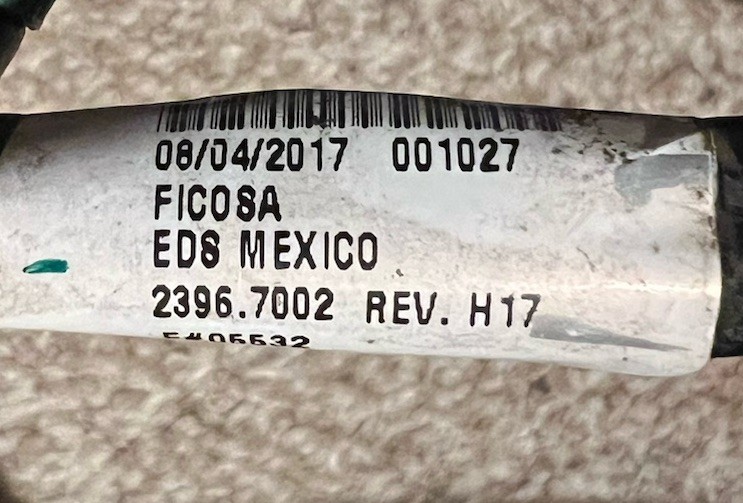 08/04/2017 001027
FICOSA
EDS MEXICO
2396.7002 REV. H17